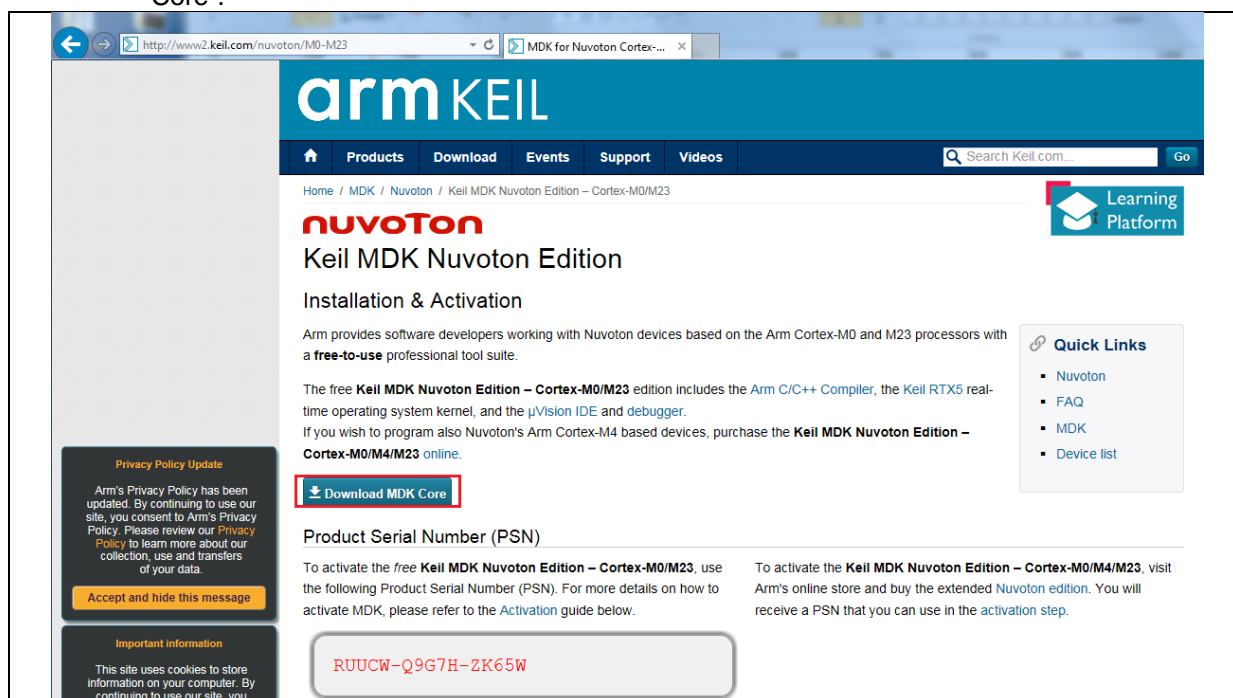 Core".
http://www2.keil.com/nuvoton/M0-M23
MDK for Nuvoton Cortex-...
arm KEIL
Products Download Events Support Videos
Search Keil.com... Go
Home / MDK / Nuvoton / Keil MDK Nuvoton Edition – Cortex-M0/M23
Learning
Platform
nuvoTon
Keil MDK Nuvoton Edition
Installation & Activation
Arm provides software developers working with Nuvoton devices based on the Arm Cortex-M0 and M23 processors with
a free-to-use professional tool suite.
The free Keil MDK Nuvoton Edition – Cortex-M0/M23 edition includes the Arm C/C++ Compiler, the Keil RTX5 real-
time operating system kernel, and the µVision IDE and debugger.
If you wish to program also Nuvoton's Arm Cortex-M4 based devices, purchase the Keil MDK Nuvoton Edition –
Cortex-M0/M4/M23 online.
Download MDK Core
Quick Links
Nuvoton
FAQ
MDK
Device list
Product Serial Number (PSN)
To activate the free Keil MDK Nuvoton Edition – Cortex-M0/M23, use
the following Product Serial Number (PSN). For more details on how to
activate MDK, please refer to the Activation guide below.
RUUCW-Q9G7H-ZK65W
To activate the Keil MDK Nuvoton Edition – Cortex-M0/M4/M23, visit
Arm's online store and buy the extended Nuvoton edition. You will
receive a PSN that you can use in the activation step.
Privacy Policy Update
Arm's Privacy Policy has been
updated. By continuing to use our
site, you consent to Arm's Privacy
Policy. Please review our Privacy
Policy to learn more about our
collection, use and transfers
of your data.
Accept and hide this message
Important information
This site uses cookies to store
information on your computer. By
continuing to use our site, you